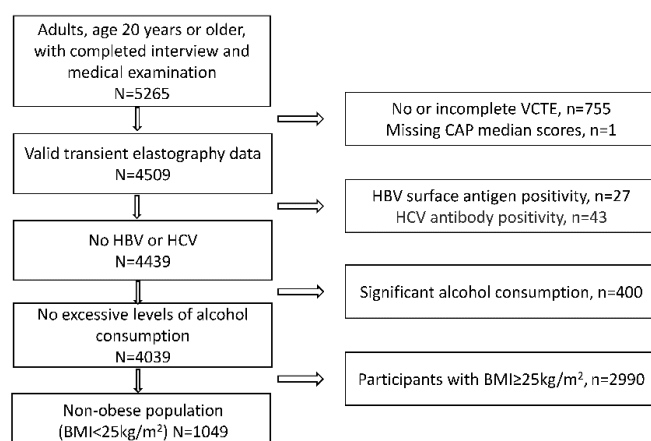 Adults, age 20 years or older,
with completed interview and
medical examination
N=5265
No or incomplete VCTE, n=755
Missing CAP median scores, n=1
Valid transient elastography data
N=4509
HBV surface antigen positivity, n=27
HCV antibody positivity, n=43
No HBV or HCV
N=4439
Significant alcohol consumption, n=400
No excessive levels of alcohol
consumption
N=4039
Participants with BMI≥25kg/m², n=2990
Non-obese population
(BMI<25kg/m²) N=1049